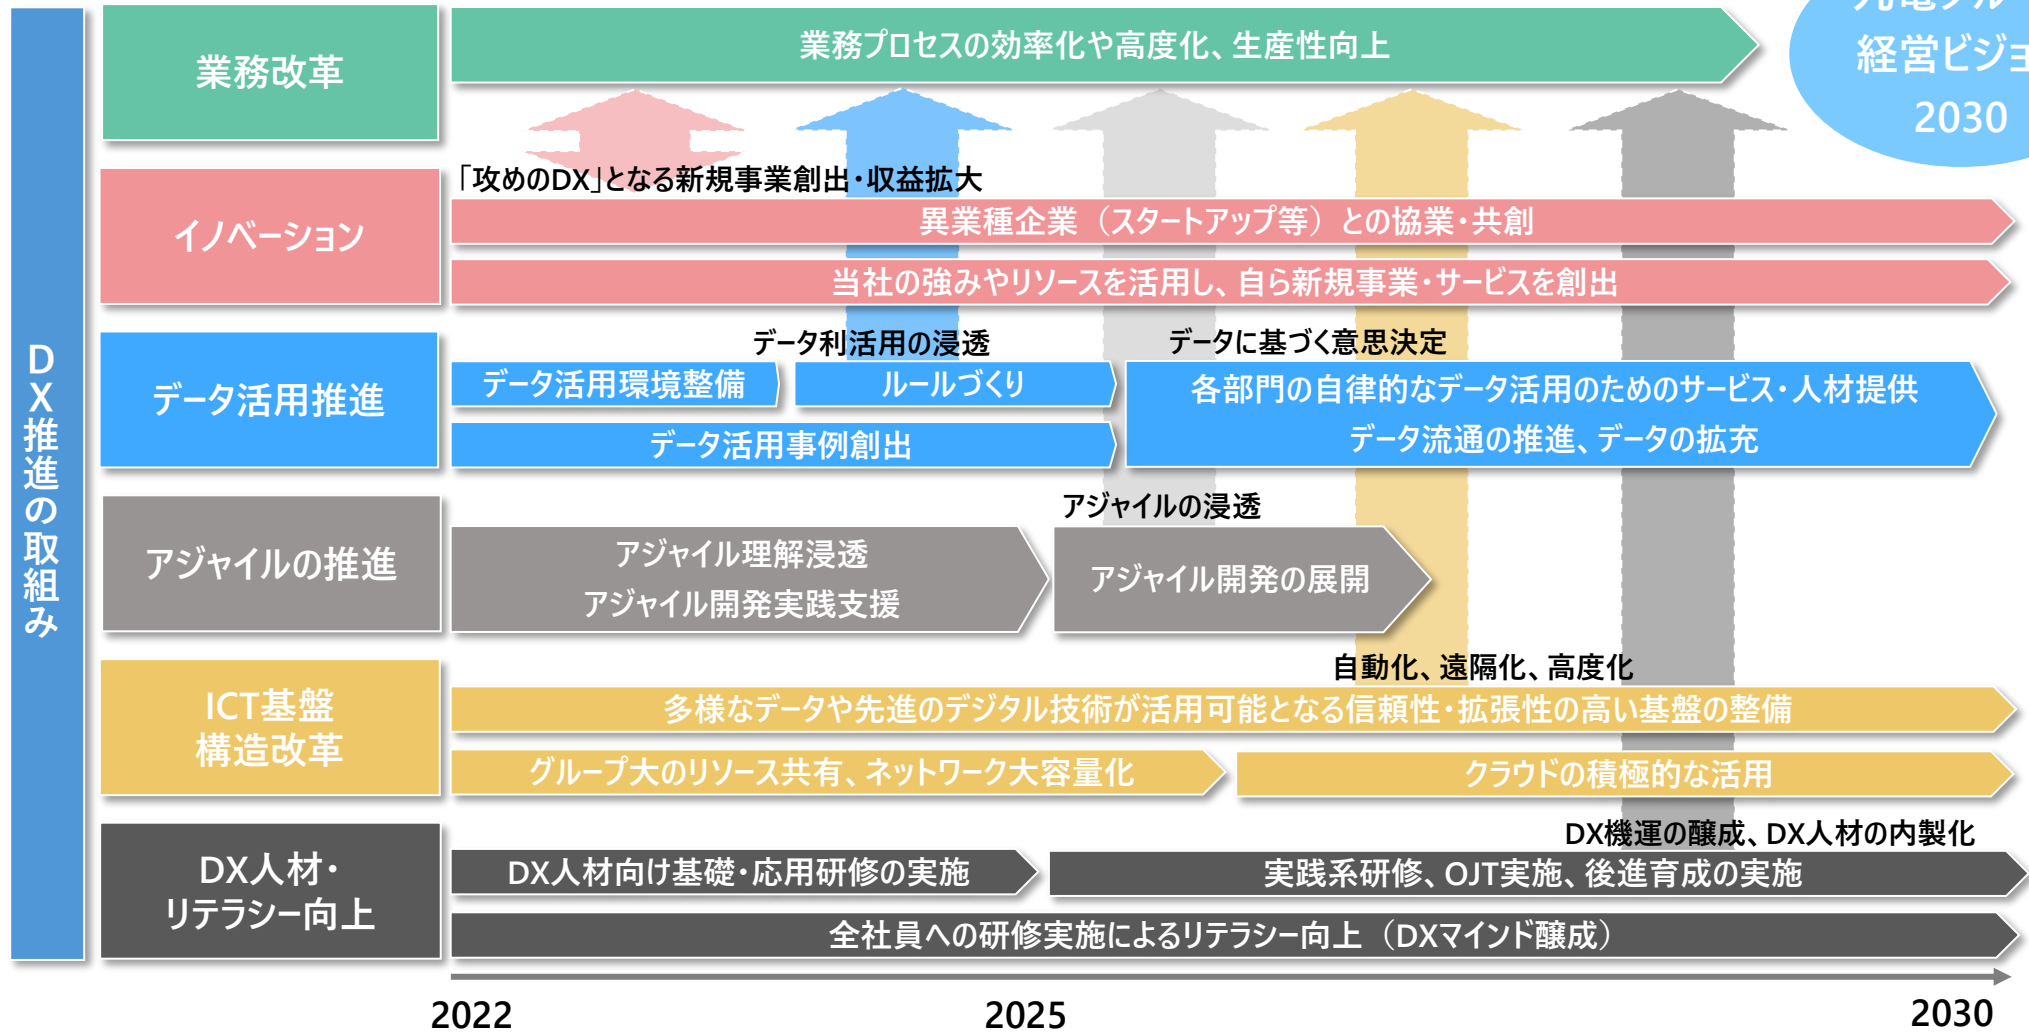 DX推進の取組み
業務改革
業務プロセスの効率化や高度化、生産性向上
経営ビジョ
2030
イノベーション
「攻めのDX」となる新規事業創出・収益拡大
異業種企業（スタートアップ等）との協業・共創
当社の強みやリソースを活用し、自ら新規事業・サービスを創出
データ活用推進
データ利活用の浸透
データに基づく意思決定
データ活用環境整備
ルールづくり
データ活用事例創出
各部門の自律的なデータ活用のためのサービス・人材提供
データ流通の推進、データの拡充
アジャイルの推進
アジャイルの浸透
アジャイル理解浸透
アジャイル開発実践支援
アジャイル開発の展開
ICT基盤
構造改革
自動化、遠隔化、高度化
多様なデータや先進のデジタル技術が活用可能となる信頼性・拡張性の高い基盤の整備
グループ大のリソース共有、ネットワーク大容量化
クラウドの積極的な活用
DX人材・
リテラシー向上
DX機運の醸成、DX人材の内製化
DX人材向け基礎・応用研修の実施
実践系研修、OJT実施、後進育成の実施
全社員への研修実施によるリテラシー向上（DXマインド醸成）
2022
2025
2030